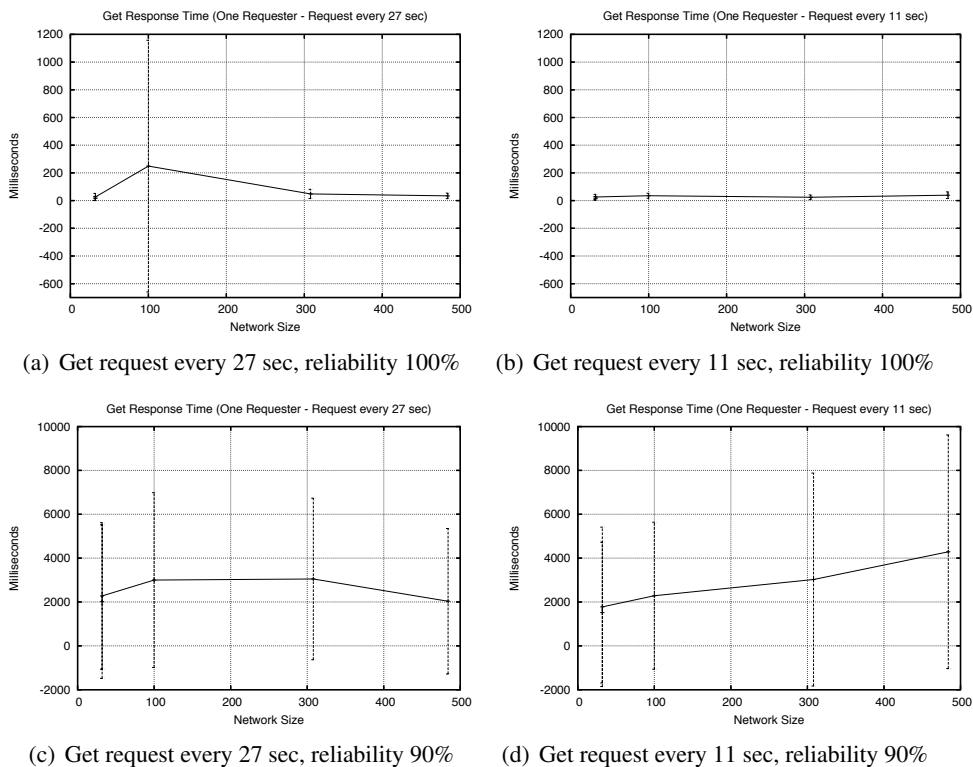 Get Response Time (One Requester - Request every 27 sec)
1200
1000
800
600
400
200
0
-200
-400
-600
Milliseconds
0 100 200 300 400 500
Network Size
(a) Get request every 27 sec, reliability 100%
Get Response Time (One Requester - Request every 11 sec)
1200
1000
800
600
400
200
0
-200
-400
-600
Milliseconds
0 100 200 300 400 500
Network Size
(b) Get request every 11 sec, reliability 100%
Get Response Time (One Requester - Request every 27 sec)
10000
8000
6000
4000
2000
0
-2000
Milliseconds
0 100 200 300 400 500
Network Size
(c) Get request every 27 sec, reliability 90%
Get Response Time (One Requester - Request every 11 sec)
10000
8000
6000
4000
2000
0
-2000
Milliseconds
0 100 200 300 400 500
Network Size
(d) Get request every 11 sec, reliability 90%